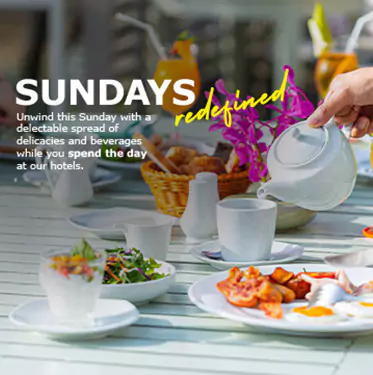 SUNDAYS
redefined
Unwind this Sunday with a
delectable spread of
delicacies and beverages
while you spend the day
at our hotels.